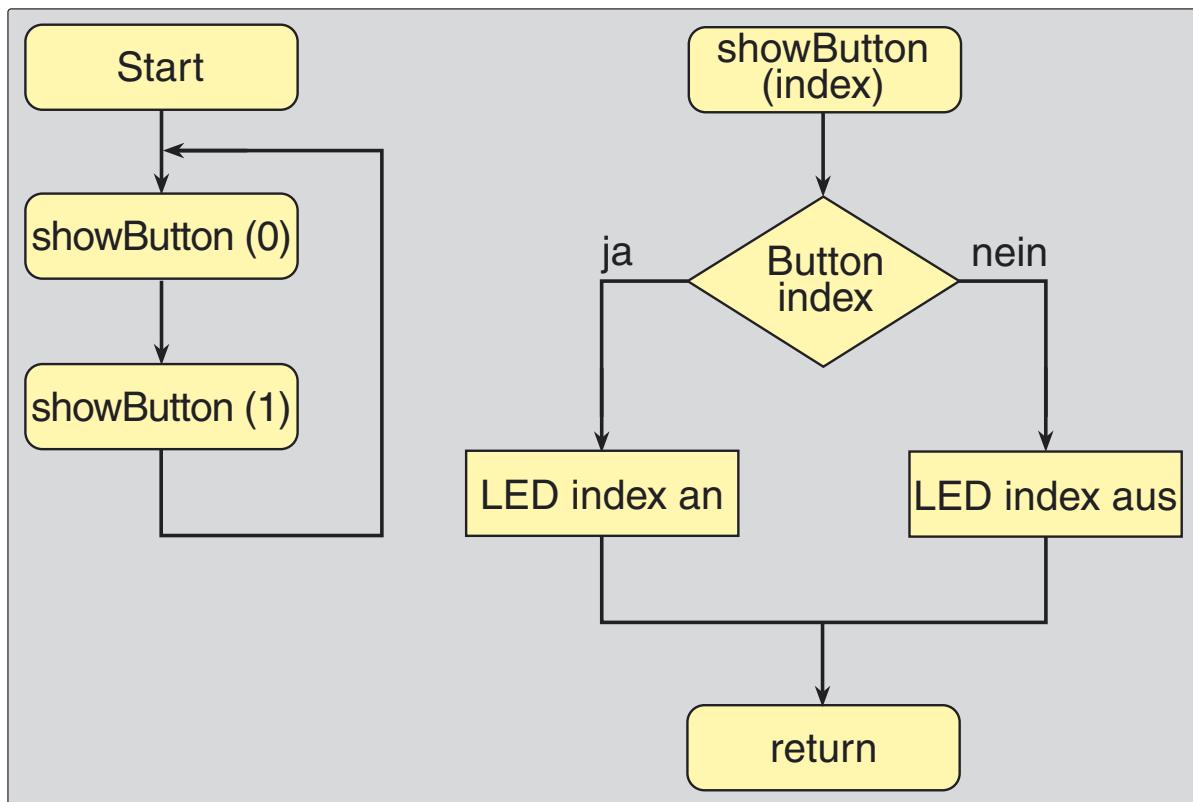 Start
showButton (0)
showButton (1)
showButton
(index)
ja
Button
index
nein
LED index an
LED index aus
return